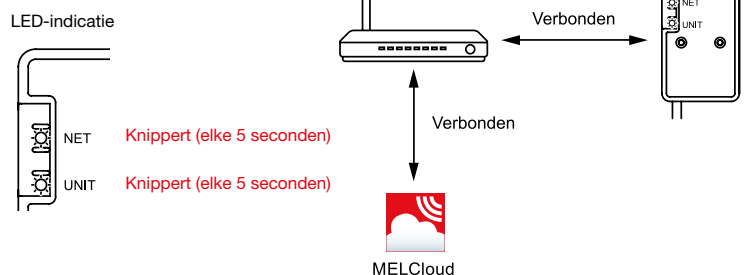 LED-indicatie
NET Knippert (elke 5 seconden)
UNIT Knippert (elke 5 seconden)
Verbonden
NET
UNIT
Verbonden
MELCloud